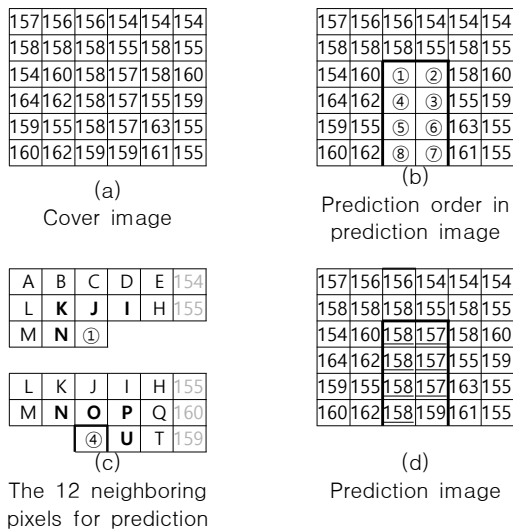 157 156 156 154 154 154
158 158 158 155 158 155
154 160 158 157 158 160
164 162 158 157 155 159
159 155 158 157 163 155
160 162 159 159 161 155
(a)
Cover image
157 156 156 154 154 154
158 158 158 155 158 155
154 160 ① ② 158 160
164 162 ④ ③ 155 159
159 155 ⑤ ⑥ 163 155
160 162 ⑧ ⑦ 161 155
(b)
Prediction order in
prediction image
A B C D E 154
L K J I H 155
M N ①
L K J I H 155
M N O P Q 160
④ U T 159
(c)
The 12 neighboring
pixels for prediction
157 156 156 154 154 154
158 158 158 155 158 155
154 160 158 157 158 160
164 162 158 157 155 159
159 155 158 157 163 155
160 162 158 159 161 155
(d)
Prediction image